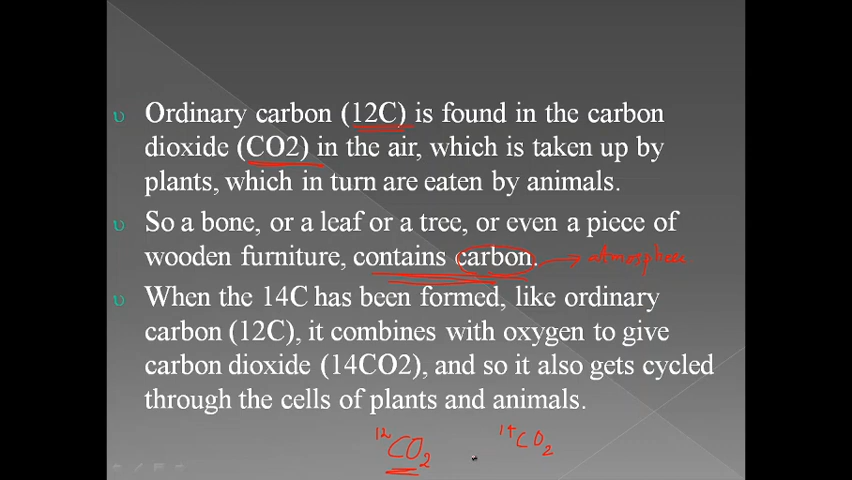 Ordinary carbon (12C) is found in the carbon
dioxide (CO2) in the air, which is taken up by
plants, which in turn are eaten by animals.
So a bone, or a leaf or a tree, or even a piece of
wooden furniture, contains carbon. → atmosphere
When the 14C has been formed, like ordinary
carbon (12C), it combines with oxygen to give
carbon dioxide (14CO2), and so it also gets cycled
through the cells of plants and animals.
¹²CO₂ ¹⁴CO₂